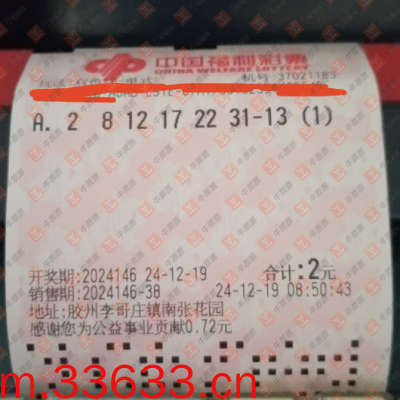 中国福利彩票
CHINA WELFARE LOTTERY
机号:37021185
A. 2 8 12 17 22 31-13 (1)
开奖期:2024146 24-12-19 合计:2元
销售期:2024146-38 24-12-19 08:50:43
地址:胶州李哥庄镇南张花园
感谢您为公益事业贡献0.72元
m.33633.cn